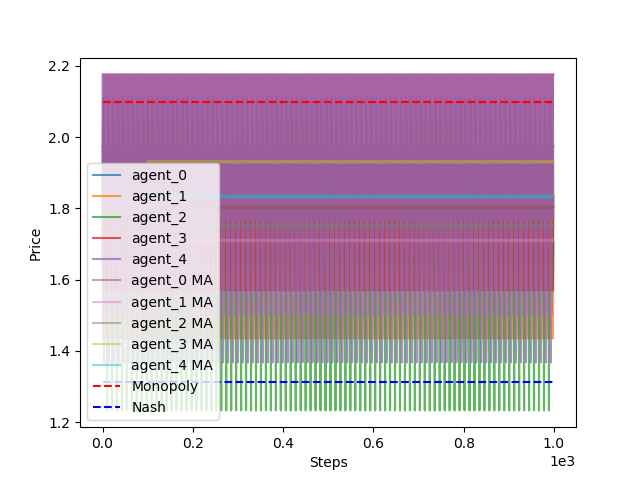 2.2
2.0
1.8
1.6
1.4
1.2
Price
agent_0
agent_1
agent_2
agent_3
agent_4
agent_0 MA
agent_1 MA
agent_2 MA
agent_3 MA
agent_4 MA
Monopoly
Nash
0.0 0.2 0.4 0.6 0.8 1.0
Steps
1e3